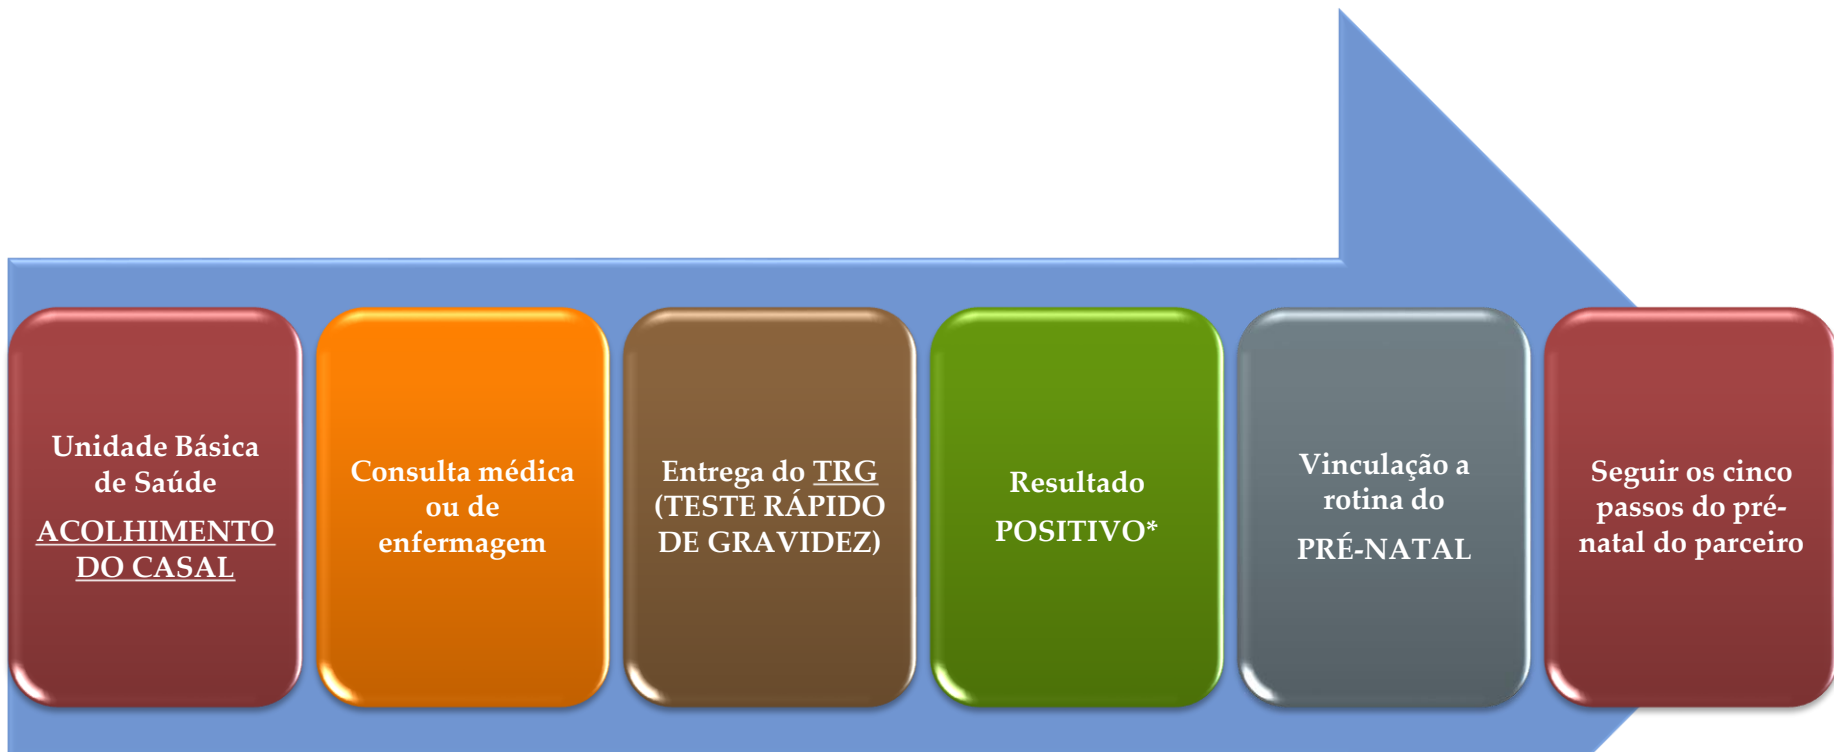 Unidade Básica
de Saúde
ACOLHIMENTO
DO CASAL
Consulta médica
ou de
enfermagem
Entrega do TRG
(TESTE RÁPIDO
DE GRAVIDEZ)
Resultado
POSITIVO*
Vinculação a
rotina do
PRÉ-NATAL
Seguir os cinco
passos do pré-
natal do parceiro